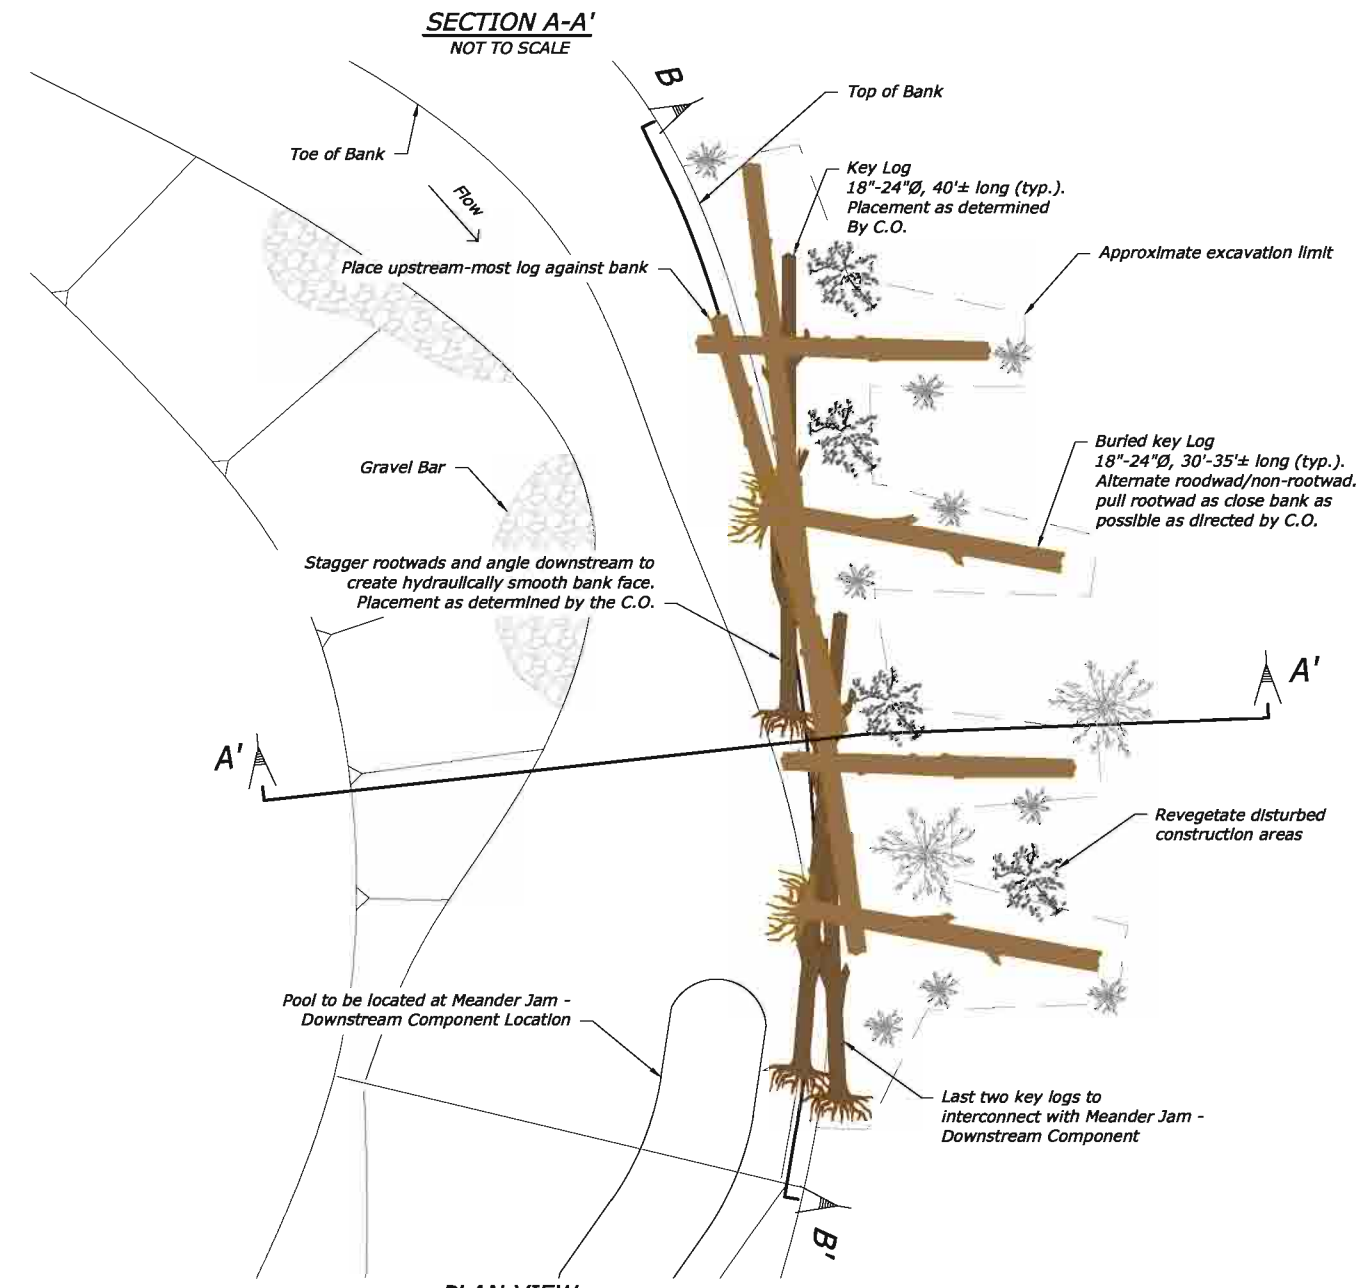 SECTION A-A'
NOT TO SCALE
B
Top of Bank
Toe of Bank
Flow
Key Log
18"-24"Ø, 40'± long (typ.).
Placement as determined
By C.O.
Place upstream-most log against bank
Approximate excavation limit
Gravel Bar
Buried key Log
18"-24"Ø, 30'-35'± long (typ.).
Alternate roodwad/non-rootwad.
pull rootwad as close bank as
possible as directed by C.O.
Stagger rootwads and angle downstream to
create hydraulically smooth bank face.
Placement as determined by the C.O.
A'
A'
Revegetate disturbed
construction areas
Pool to be located at Meander Jam -
Downstream Component Location
Last two key logs to
interconnect with Meander Jam -
Downstream Component
B'
PLAN VIEW